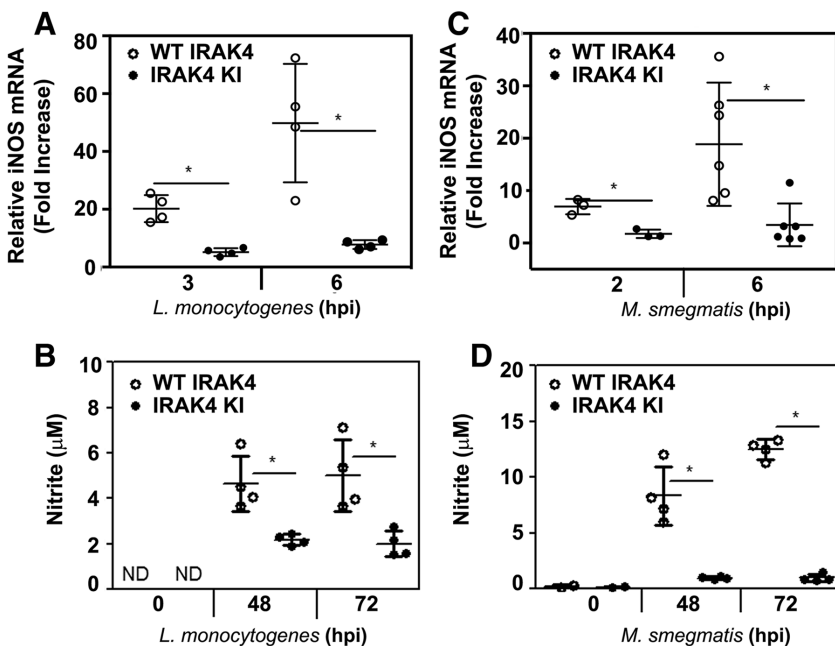 A
Relative iNOS mRNA
(Fold Increase)
80
60
40
20
0
WT IRAK4
IRAK4 KI
*
*
3 6
L. monocytogenes (hpi)
C
Relative iNOS mRNA
(Fold Increase)
40
30
20
10
0
WT IRAK4
IRAK4 KI
*
*
2 6
M. smegmatis (hpi)
B
Nitrite (μM)
10
8
6
4
2
0
WT IRAK4
IRAK4 KI
*
*
ND ND
0 48 72
L. monocytogenes (hpi)
D
Nitrite (μM)
20
15
10
5
0
WT IRAK4
IRAK4 KI
*
*
0 48 72
M. smegmatis (hpi)